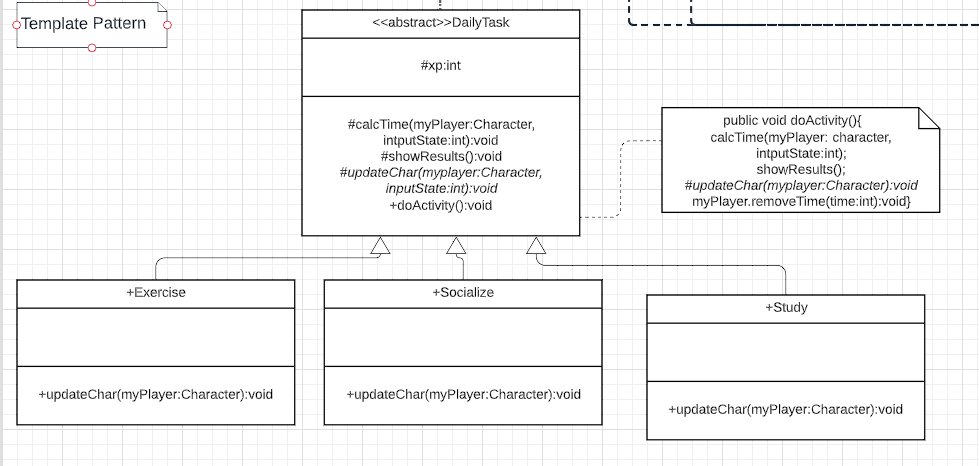 Template Pattern
<<abstract>>DailyTask
#xp:int
#calcTime(myPlayer:Character,
intputState:int):void
#showResults():void
#updateChar(myplayer:Character,
inputState:int):void
+doActivity():void
public void doActivity(){
calcTime(myPlayer: character,
intputState:int);
showResults();
#updateChar(myplayer:Character):void
myPlayer.removeTime(time:int):void}
+Exercise
+updateChar(myPlayer:Character):void
+Socialize
+updateChar(myPlayer:Character):void
+Study
+updateChar(myPlayer:Character):void